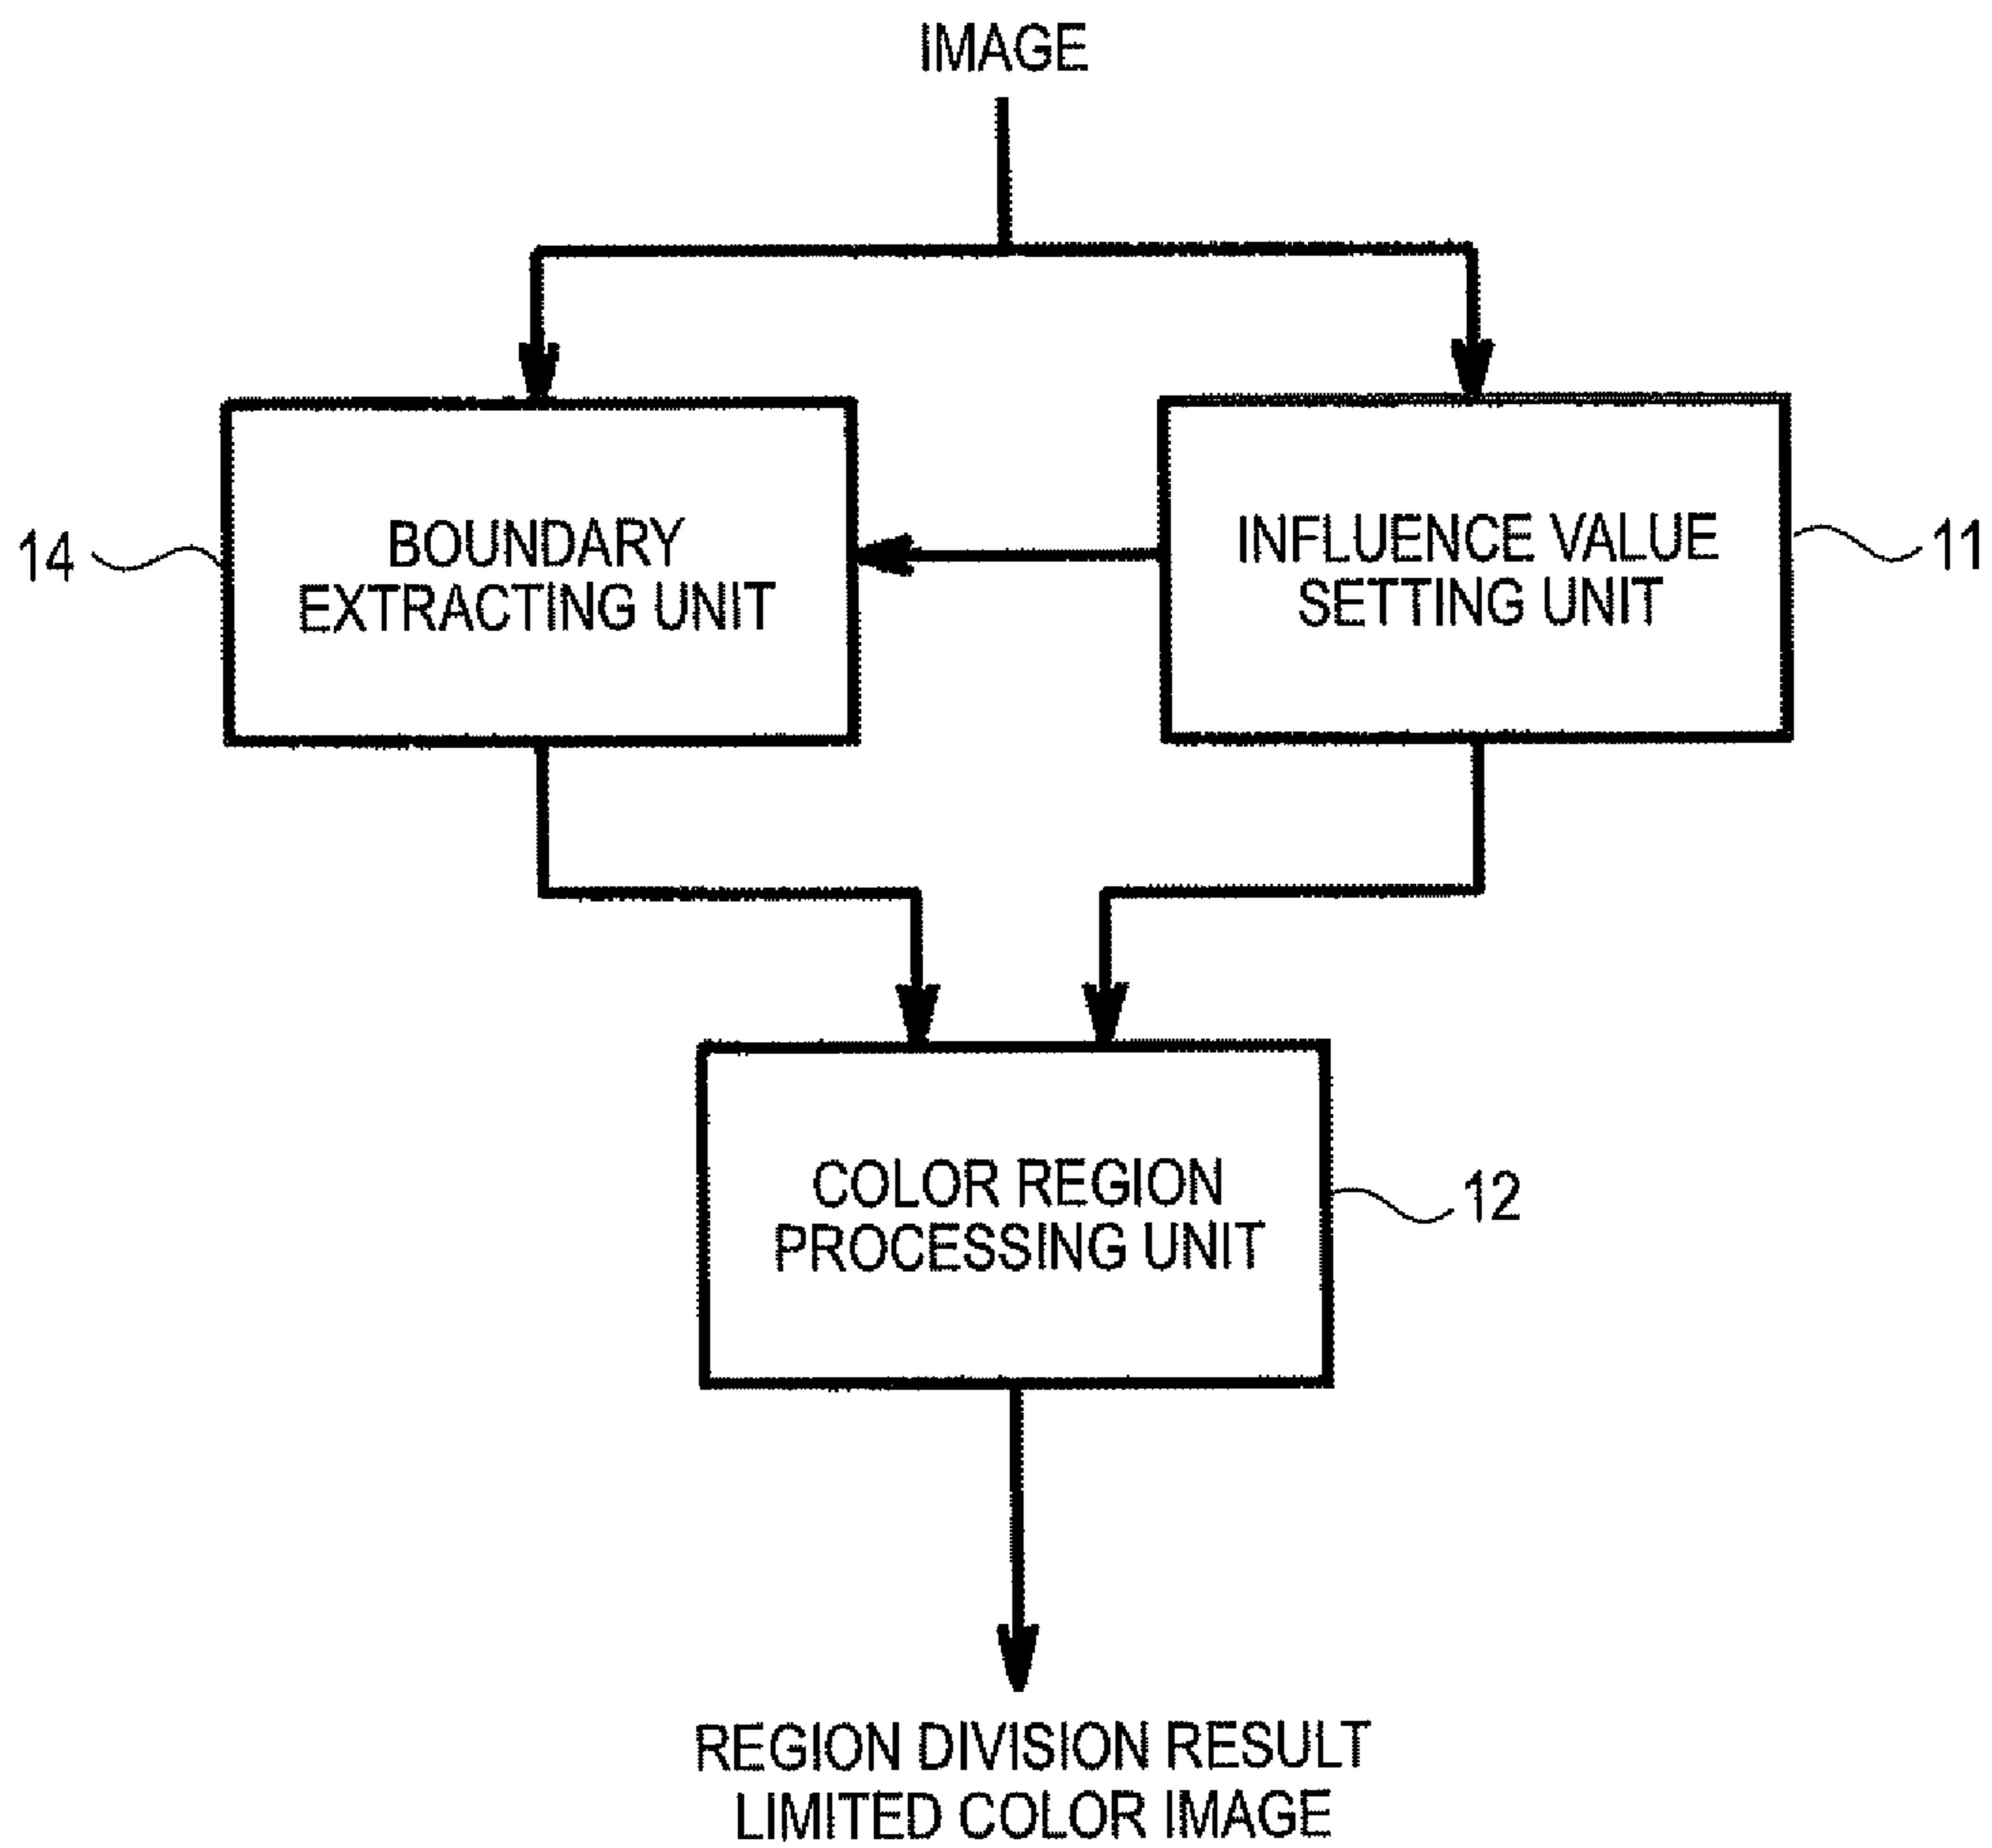 IMAGE
14
BOUNDARY
EXTRACTING UNIT
INFLUENCE VALUE
SETTING UNIT
11
COLOR REGION
PROCESSING UNIT
12
REGION DIVISION RESULT
LIMITED COLOR IMAGE